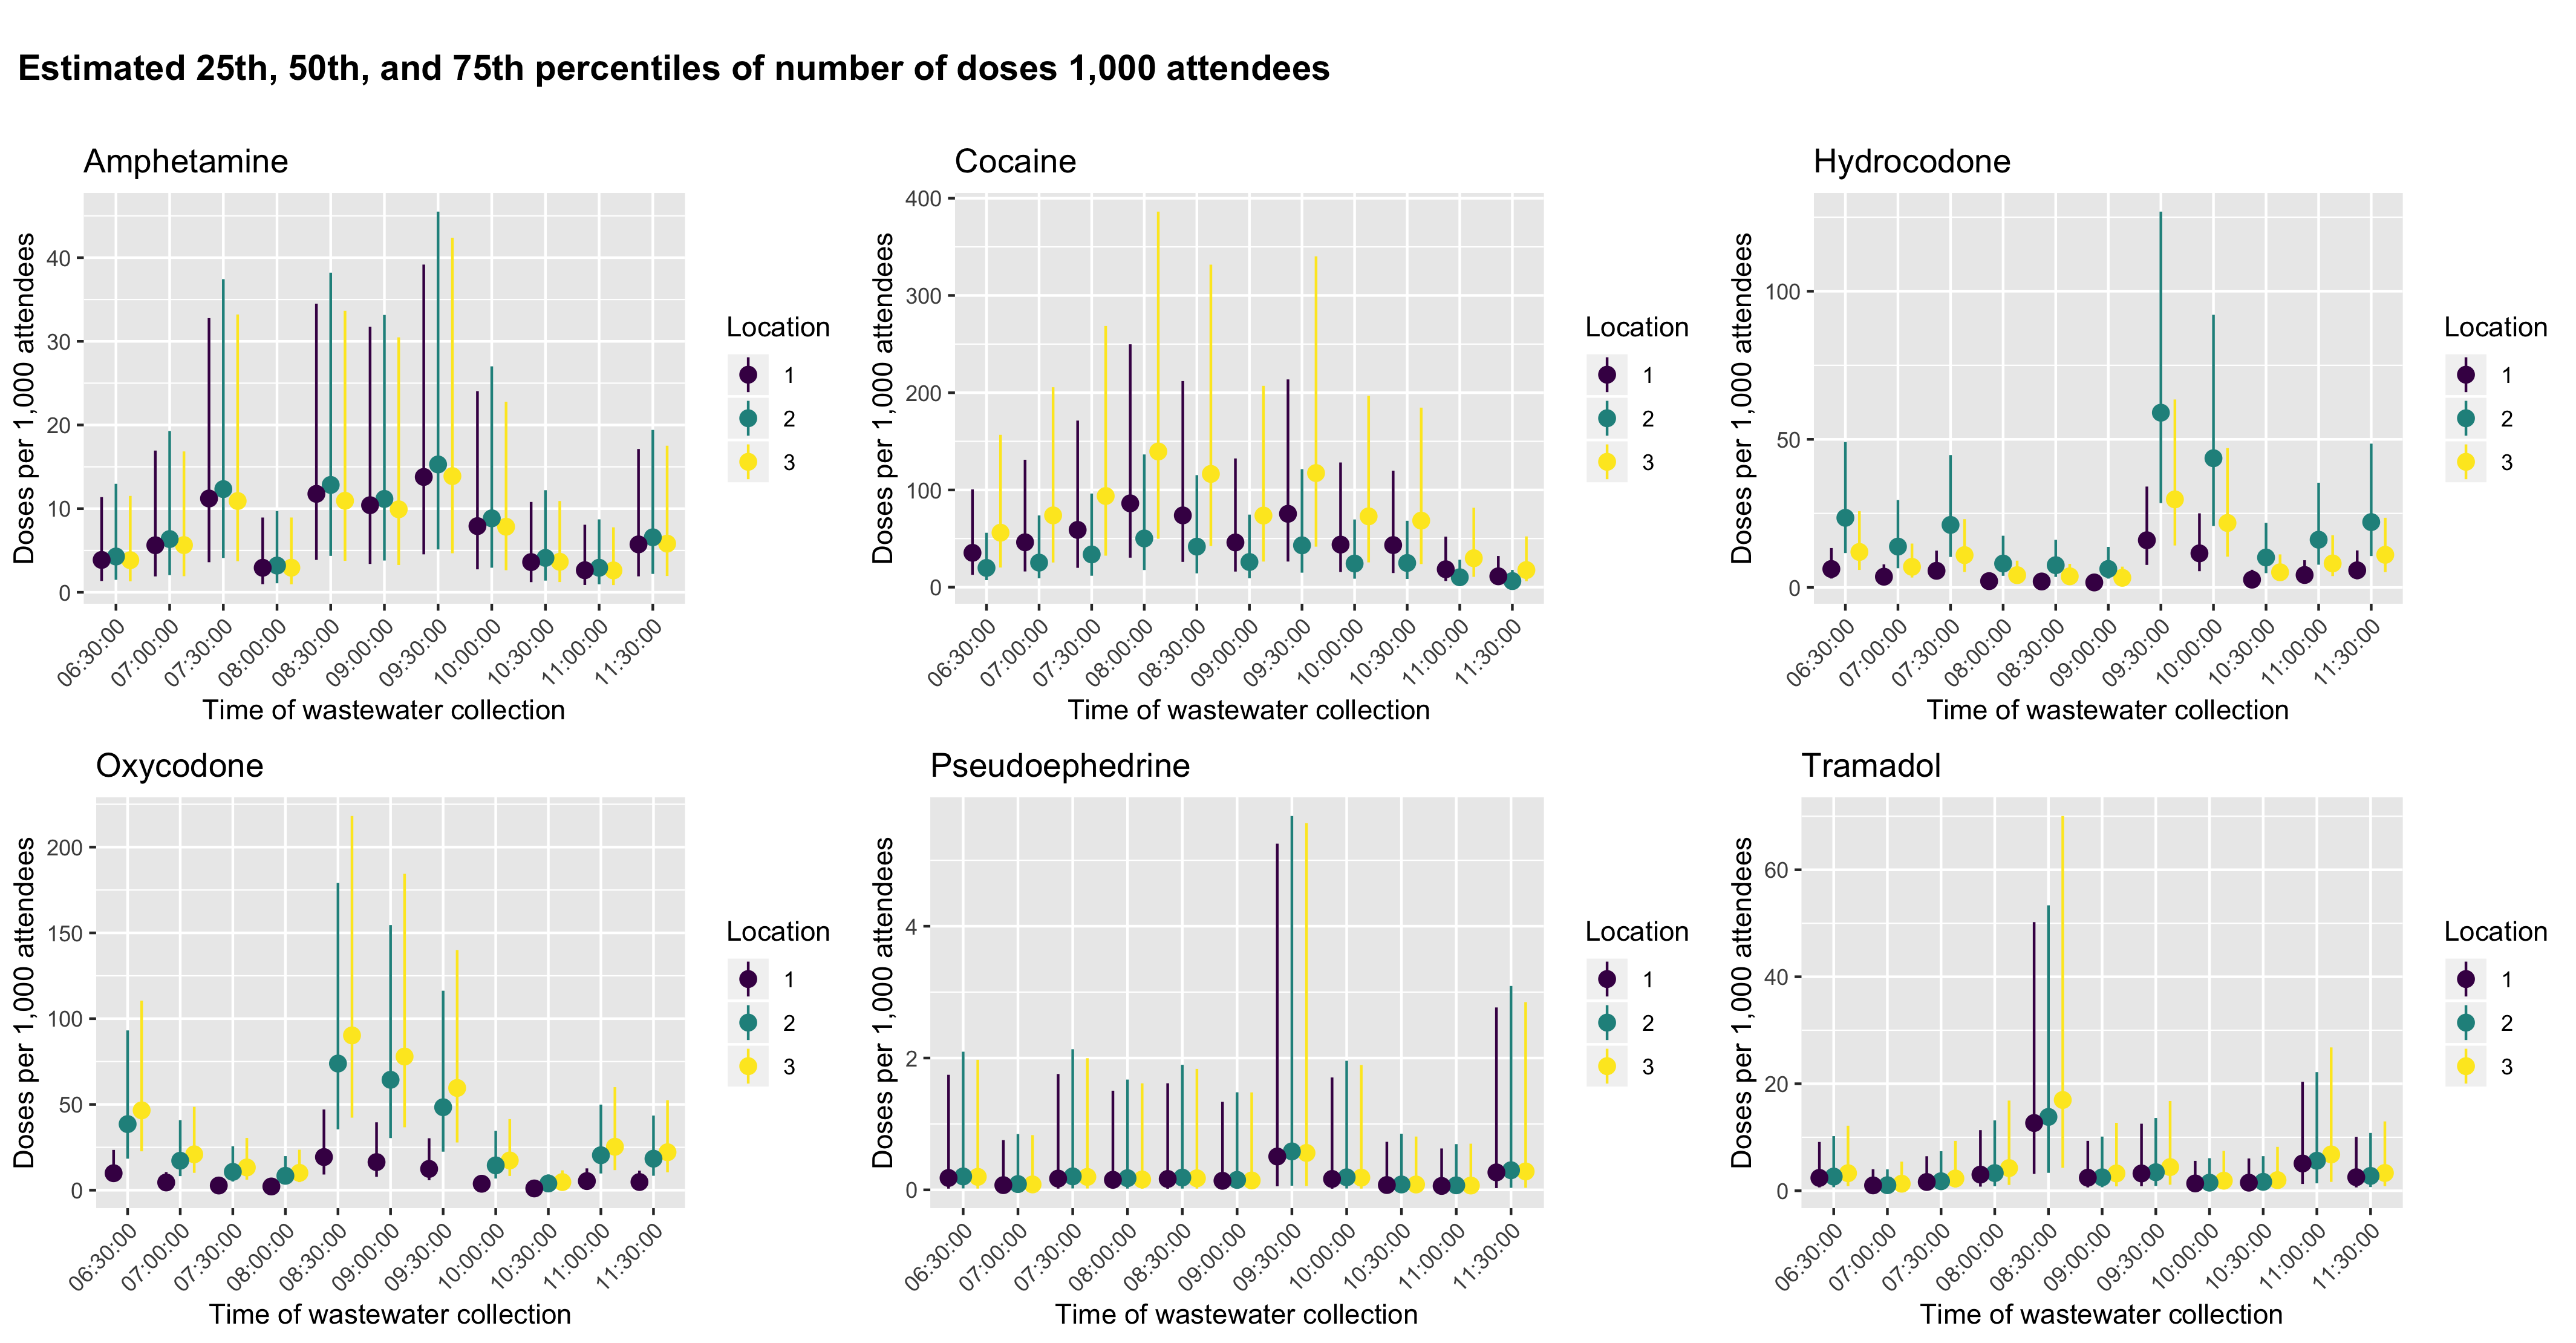 Estimated 25th, 50th, and 75th percentiles of number of doses 1,000 attendees
Amphetamine
Doses per 1,000 attendees
40
30
20
10
0
06:30:00 07:00:00 07:30:00 08:00:00 08:30:00 09:00:00 09:30:00 10:00:00 10:30:00 11:00:00 11:30:00
Time of wastewater collection
Location
1
2
3
Cocaine
Doses per 1,000 attendees
400
300
200
100
0
06:30:00 07:00:00 07:30:00 08:00:00 08:30:00 09:00:00 09:30:00 10:00:00 10:30:00 11:00:00 11:30:00
Time of wastewater collection
Location
1
2
3
Hydrocodone
Doses per 1,000 attendees
100
50
0
06:30:00 07:00:00 07:30:00 08:00:00 08:30:00 09:00:00 09:30:00 10:00:00 10:30:00 11:00:00 11:30:00
Time of wastewater collection
Location
1
2
3
Oxycodone
Doses per 1,000 attendees
200
150
100
50
0
06:30:00 07:00:00 07:30:00 08:00:00 08:30:00 09:00:00 09:30:00 10:00:00 10:30:00 11:00:00 11:30:00
Time of wastewater collection
Location
1
2
3
Pseudoephedrine
Doses per 1,000 attendees
4
2
0
06:30:00 07:00:00 07:30:00 08:00:00 08:30:00 09:00:00 09:30:00 10:00:00 10:30:00 11:00:00 11:30:00
Time of wastewater collection
Location
1
2
3
Tramadol
Doses per 1,000 attendees
60
40
20
0
06:30:00 07:00:00 07:30:00 08:00:00 08:30:00 09:00:00 09:30:00 10:00:00 10:30:00 11:00:00 11:30:00
Time of wastewater collection
Location
1
2
3